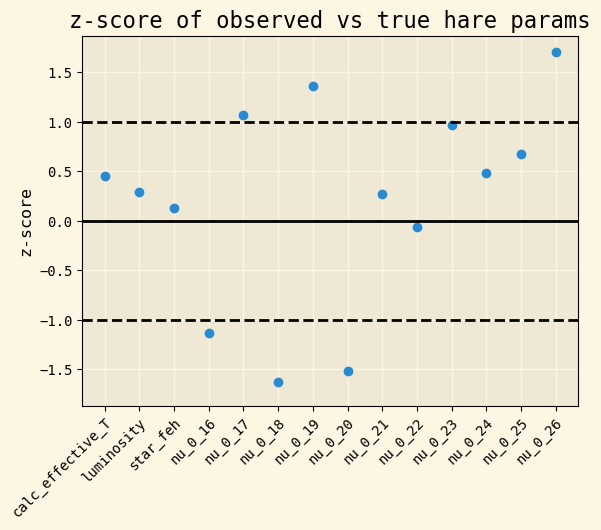 z-score of observed vs true hare params
z-score
1.5
1.0
0.5
0.0
−0.5
−1.0
−1.5
calc_effective_T
luminosity
star_feh
nu_0_16
nu_0_17
nu_0_18
nu_0_19
nu_0_20
nu_0_21
nu_0_22
nu_0_23
nu_0_24
nu_0_25
nu_0_26